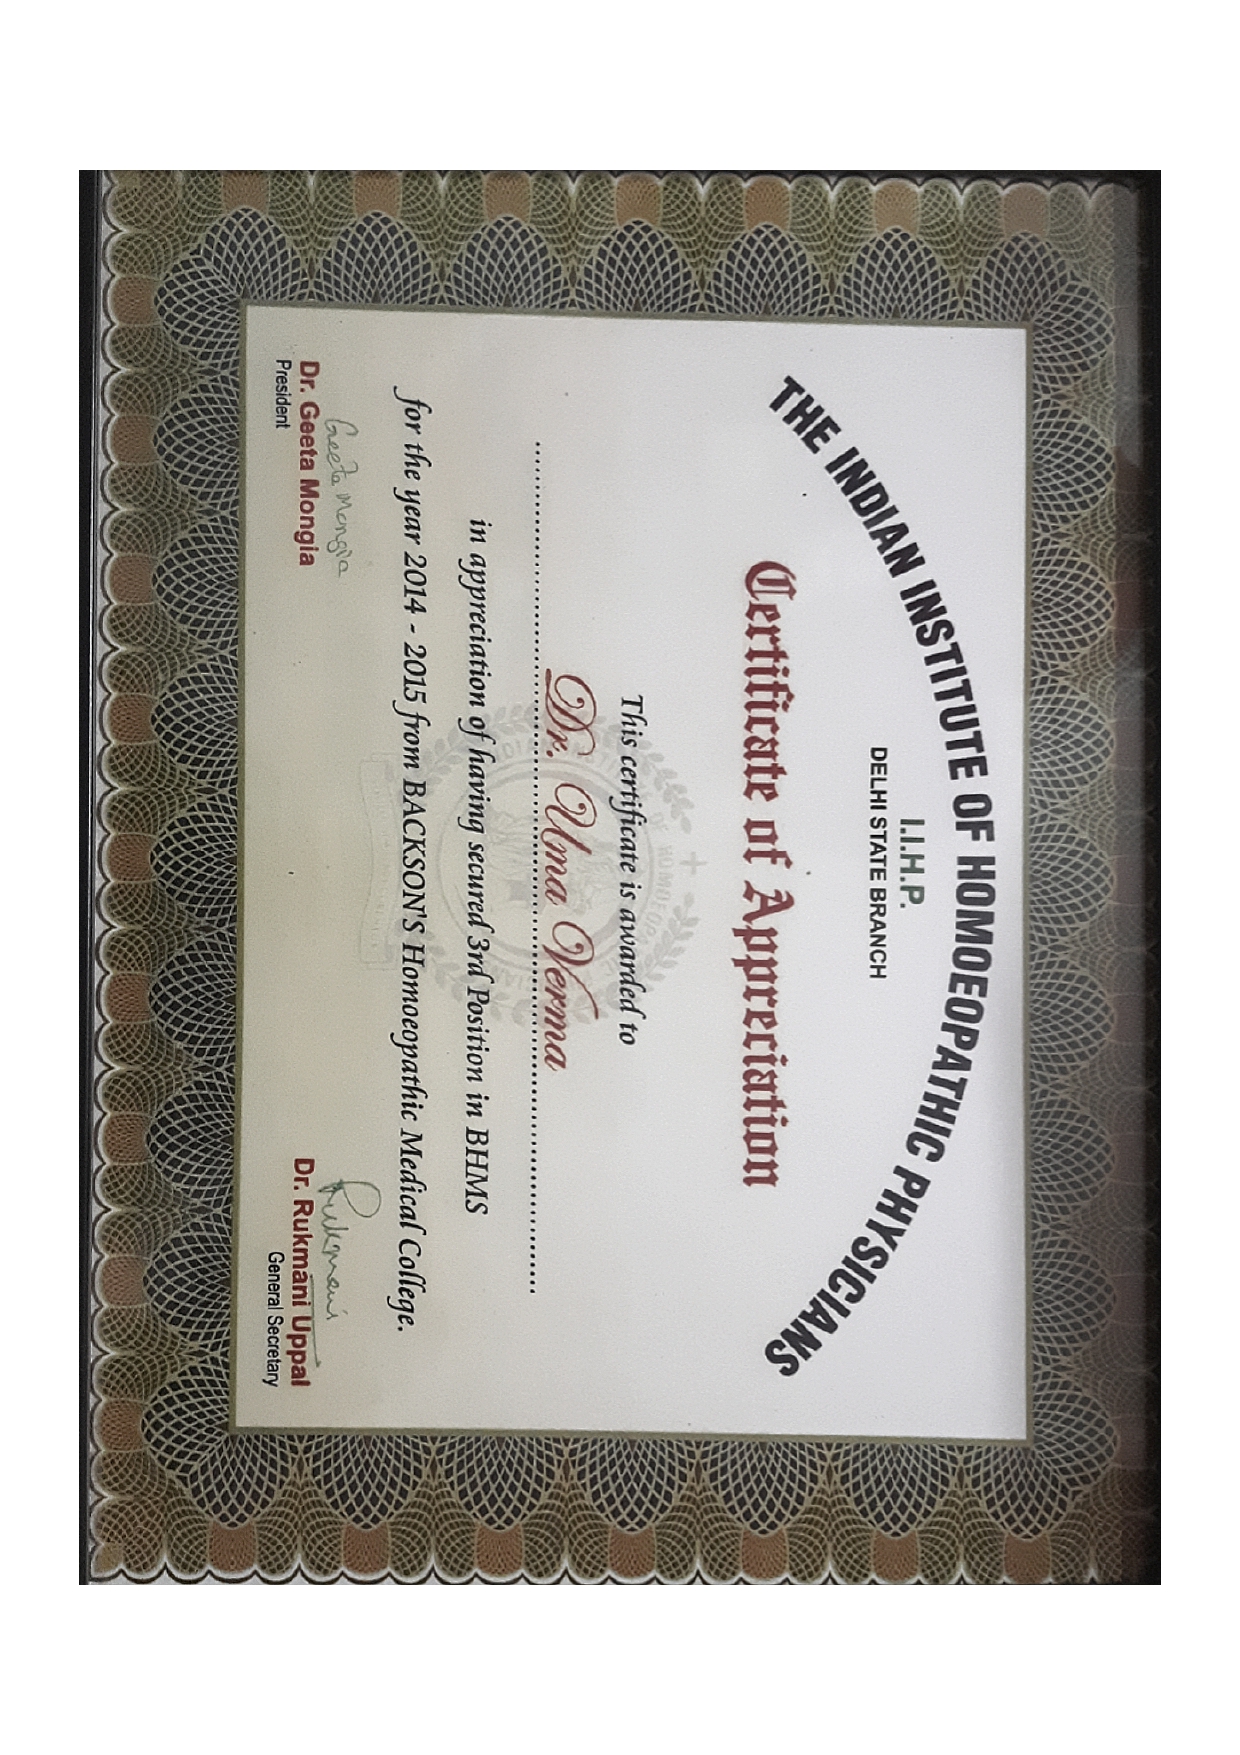 THE INDIAN INSTITUTE OF HOMOEOPATHIC PHYSICIANS
I.I.H.P.
DELHI STATE BRANCH
Certificate of Appreciation
This certificate is awarded to
Dr. Uma Verma
in appreciation of having secured 3rd Position in BHMS
for the year 2014 - 2015 from BACKSON'S Homoeopathic Medical College.
Geeta Mongia
Dr. Geeta Mongia
President
Rukmani
Dr. Rukmani Uppal
General Secretary